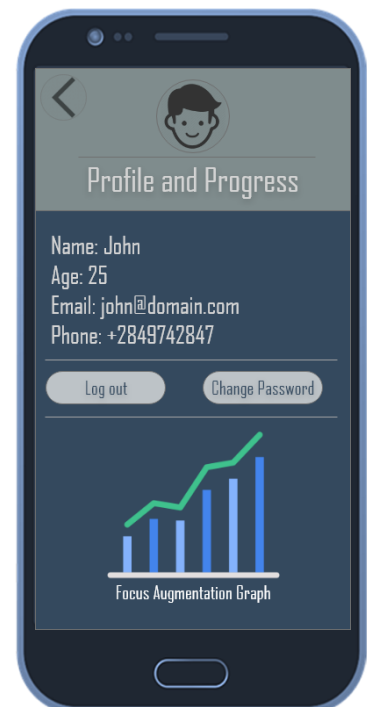 Profile and Progress
Name: John
Age: 25
Email: john@domain.com
Phone: +2849742847
Log out
Change Password
Focus Augmentation Graph